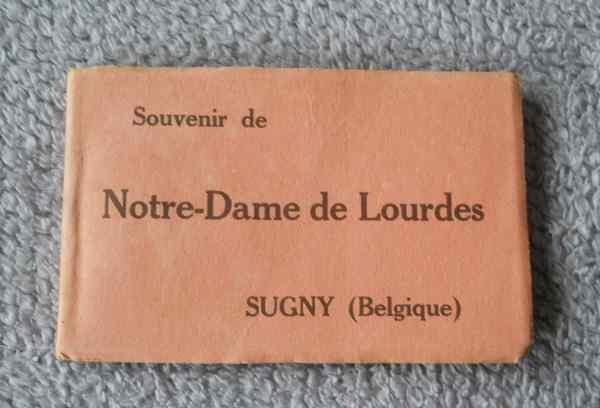 Souvenir de
Notre-Dame de Lourdes
SUGNY (Belgique)